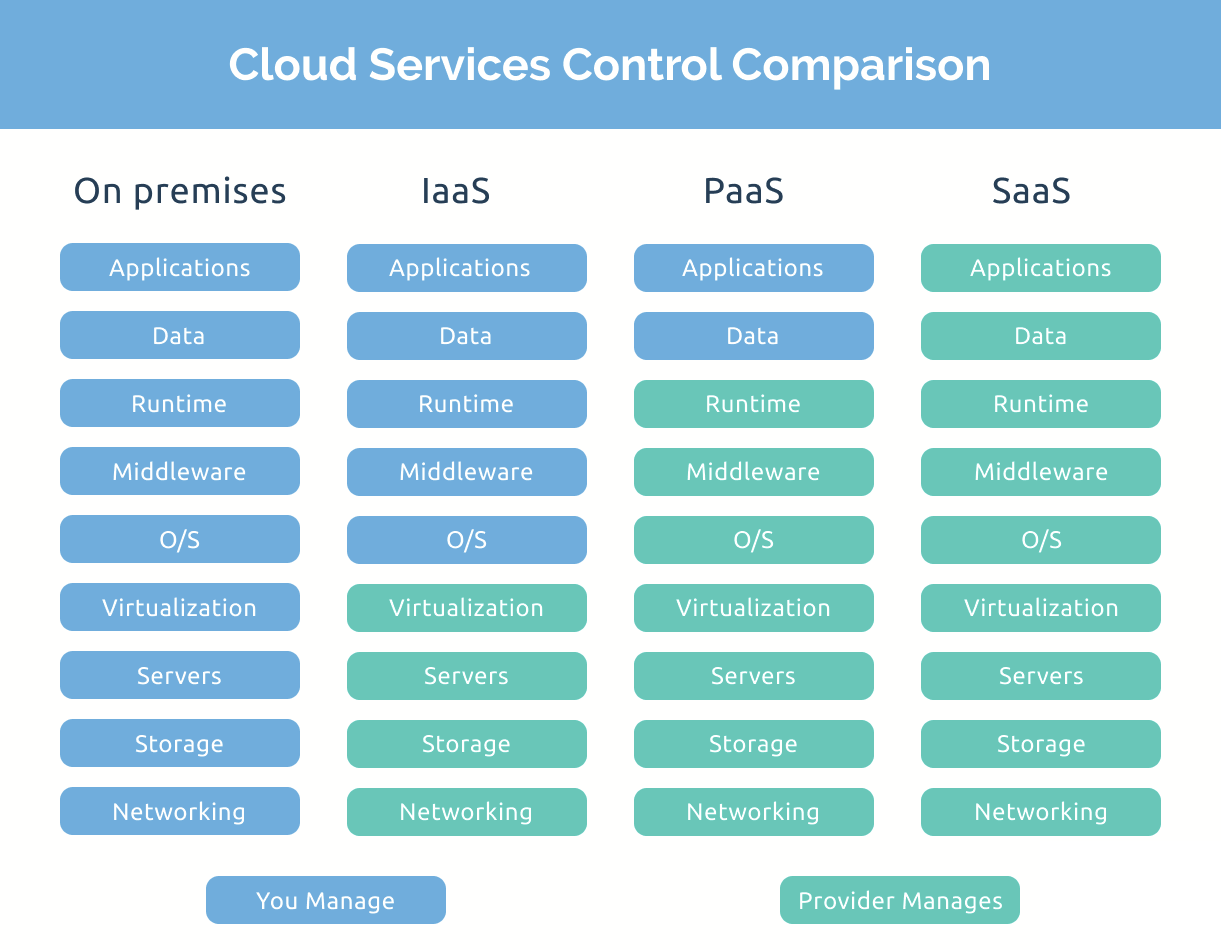 Cloud Services Control Comparison
On premises IaaS PaaS SaaS
Applications Applications Applications Applications
Data Data Data Data
Runtime Runtime Runtime Runtime
Middleware Middleware Middleware Middleware
O/S O/S O/S O/S
Virtualization Virtualization Virtualization Virtualization
Servers Servers Servers Servers
Storage Storage Storage Storage
Networking Networking Networking Networking
You Manage Provider Manages